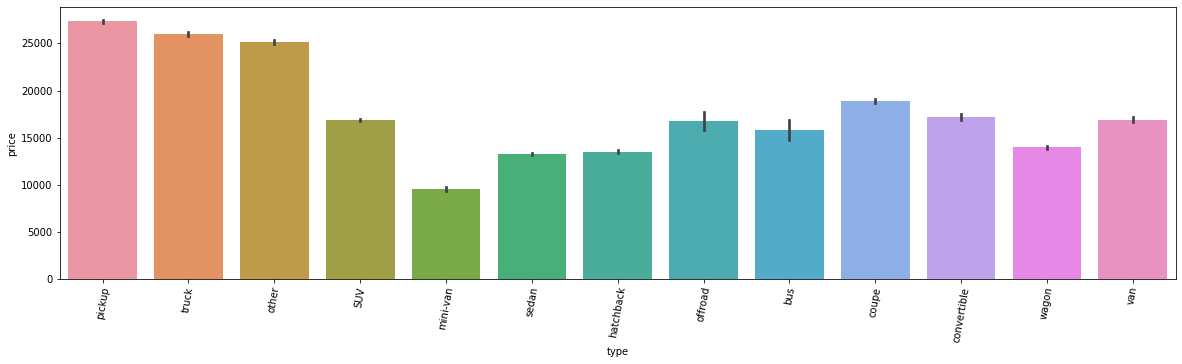 25000
20000
15000
10000
5000
0
price
pickup
truck
other
SUV
mini-van
sedan
hatchback
offroad
bus
coupe
convertible
wagon
van
type